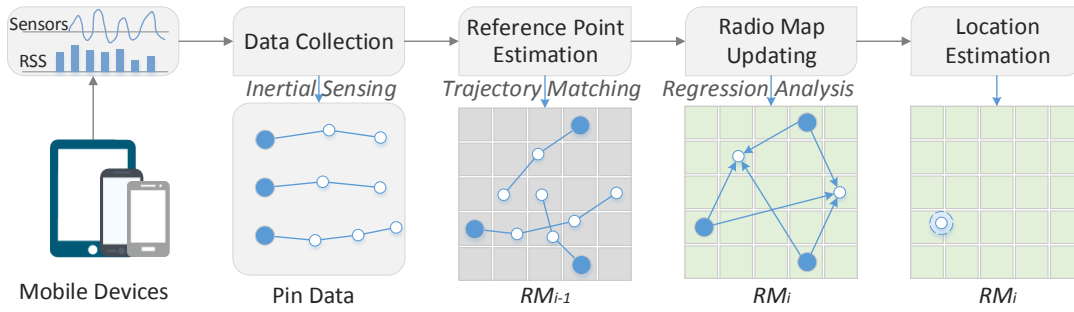 Sensors
RSS
Data Collection
Reference Point
Estimation
Radio Map
Updating
Location
Estimation
Inertial Sensing
Trajectory Matching
Regression Analysis
Mobile Devices
Pin Data
RMi-1
RMi
RMi